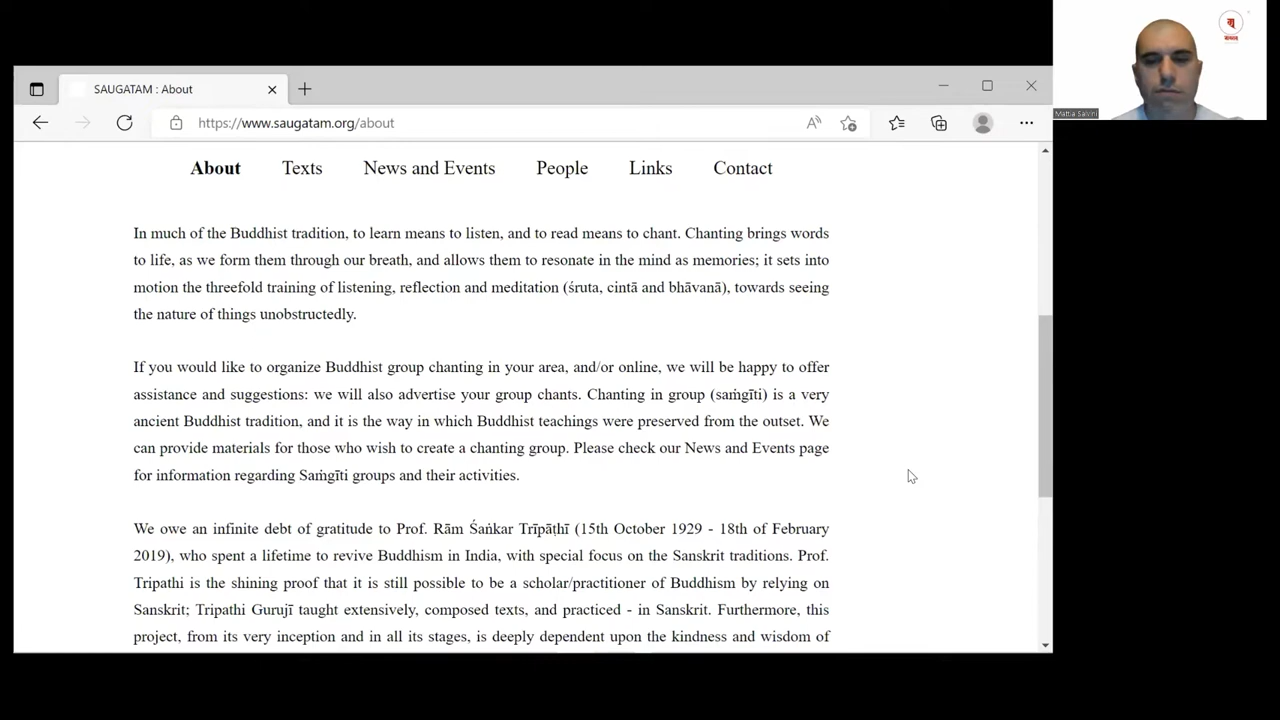 SAUGATAM : About
https://www.saugatam.org/about
About Texts News and Events People Links Contact
In much of the Buddhist tradition, to learn means to listen, and to read means to chant. Chanting brings words
to life, as we form them through our breath, and allows them to resonate in the mind as memories; it sets into
motion the threefold training of listening, reflection and meditation (śruta, cintā and bhāvanā), towards seeing
the nature of things unobstructedly.
If you would like to organize Buddhist group chanting in your area, and/or online, we will be happy to offer
assistance and suggestions: we will also advertise your group chants. Chanting in group (saṁgīti) is a very
ancient Buddhist tradition, and it is the way in which Buddhist teachings were preserved from the outset. We
can provide materials for those who wish to create a chanting group. Please check our News and Events page
for information regarding Saṁgīti groups and their activities.
We owe an infinite debt of gratitude to Prof. Rām Śaṅkar Trīpāṭhī (15th October 1929 - 18th of February
2019), who spent a lifetime to revive Buddhism in India, with special focus on the Sanskrit traditions. Prof.
Tripathi is the shining proof that it is still possible to be a scholar/practitioner of Buddhism by relying on
Sanskrit; Tripathi Gurujī taught extensively, composed texts, and practiced - in Sanskrit. Furthermore, this
project, from its very inception and in all its stages, is deeply dependent upon the kindness and wisdom of
Mattia Salvini